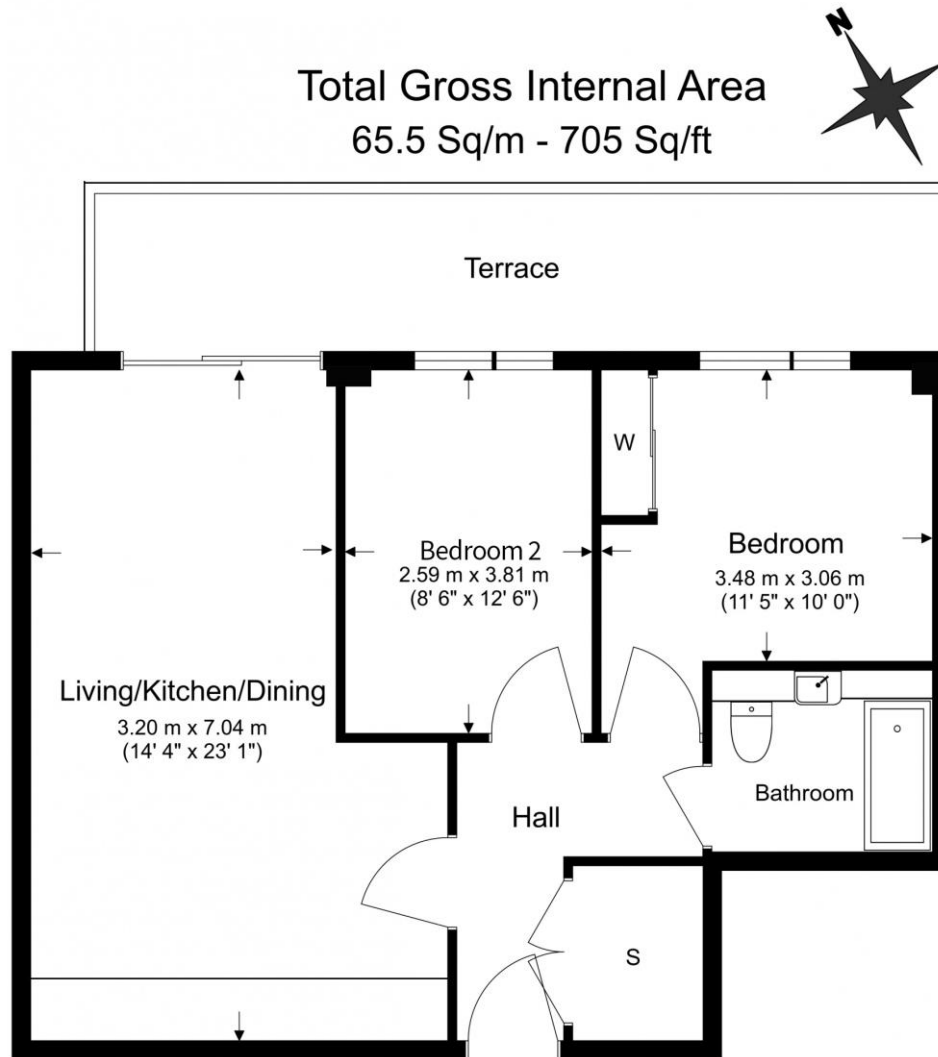 N
Total Gross Internal Area
65.5 Sq/m - 705 Sq/ft
Terrace
W
Bedroom 2
2.59 m x 3.81 m
(8' 6" x 12' 6")
Bedroom
3.48 m x 3.06 m
(11' 5" x 10' 0")
Living/Kitchen/Dining
3.20 m x 7.04 m
(14' 4" x 23' 1")
Hall
Bathroom
S